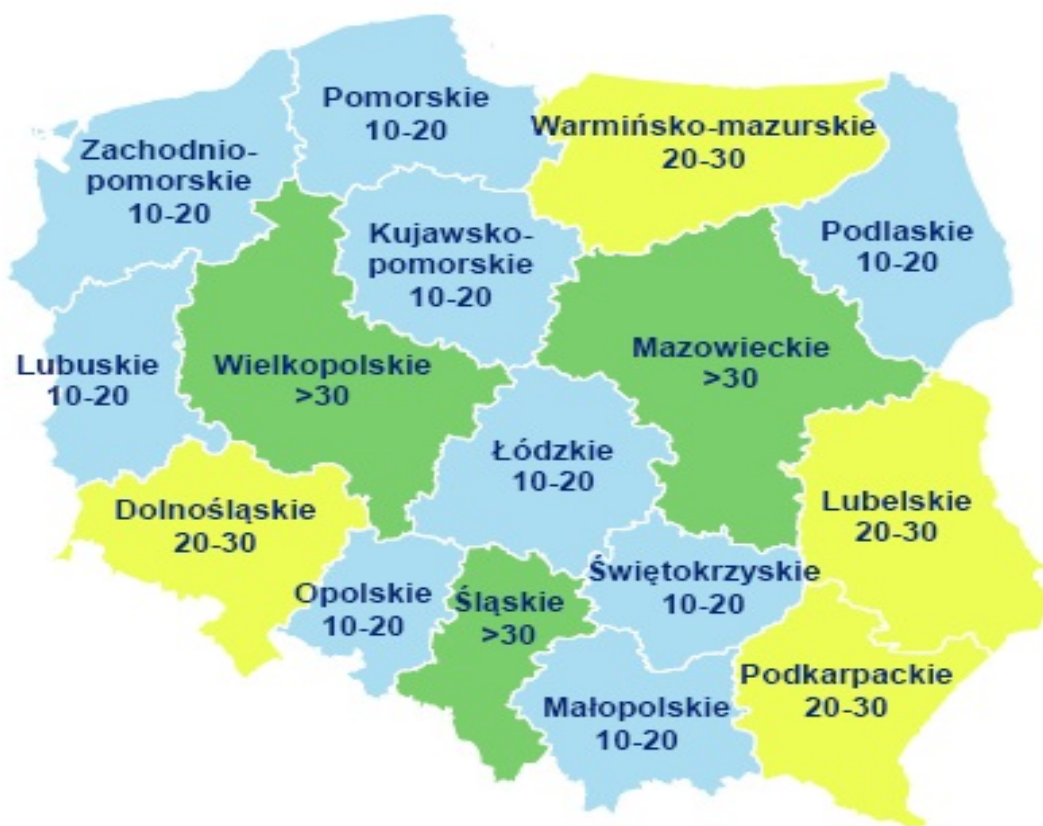 Pomorskie
10-20
Warmińsko-mazurskie
20-30
Zachodnio-
pomorskie
10-20
Kujawsko-
pomorskie
10-20
Podlaskie
10-20
Lubuskie
10-20
Wielkopolskie
>30
Mazowieckie
>30
Łódzkie
10-20
Dolnośląskie
20-30
Lubelskie
20-30
Opolskie
10-20
Śląskie
>30
Świętokrzyskie
10-20
Małopolskie
10-20
Podkarpackie
20-30